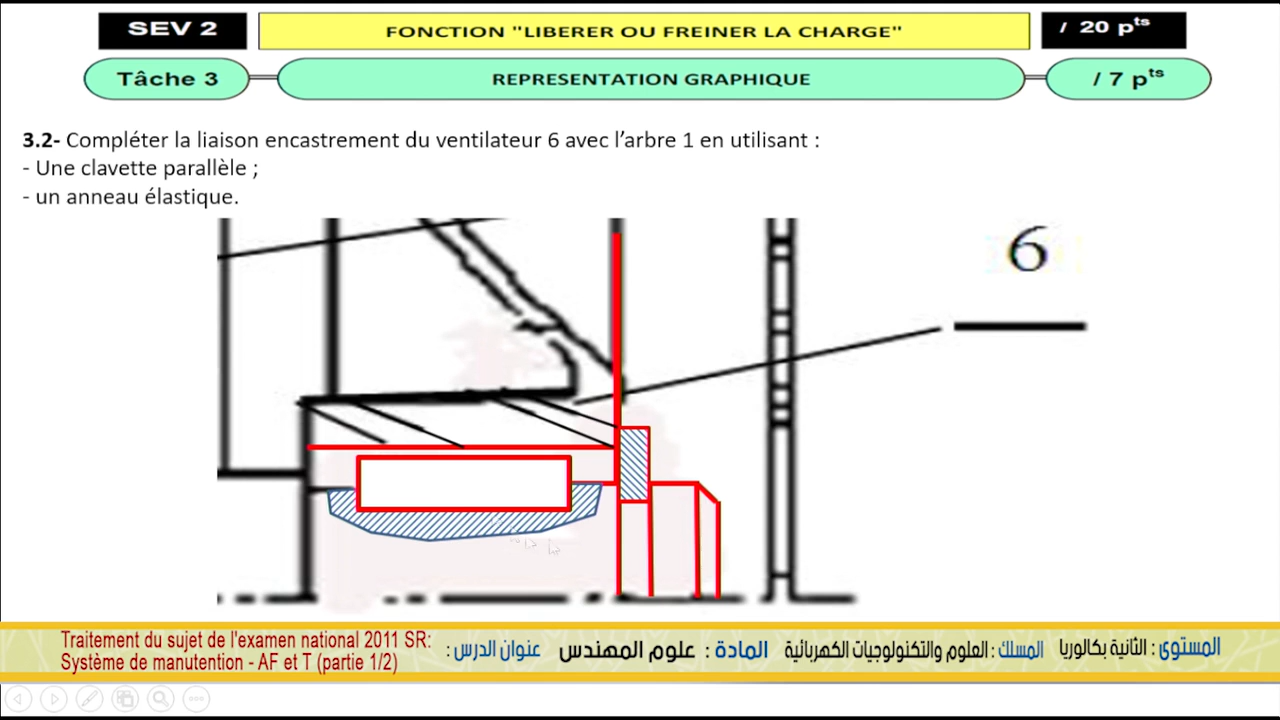 SEV 2
FONCTION "LIBERER OU FREINER LA CHARGE"
/ 20 pts
Tâche 3
REPRESENTATION GRAPHIQUE
/ 7 pts
3.2- Compléter la liaison encastrement du ventilateur 6 avec l’arbre 1 en utilisant :
- Une clavette parallèle ;
- un anneau élastique.
6
المستوى : الثانية بكالوريا
المسلك : العلوم والتكنولوجيات الكهربائية
المادة : علوم المهندس
عنوان الدرس :
Traitement du sujet de l'examen national 2011 SR:
Système de manutention - AF et T (partie 1/2)